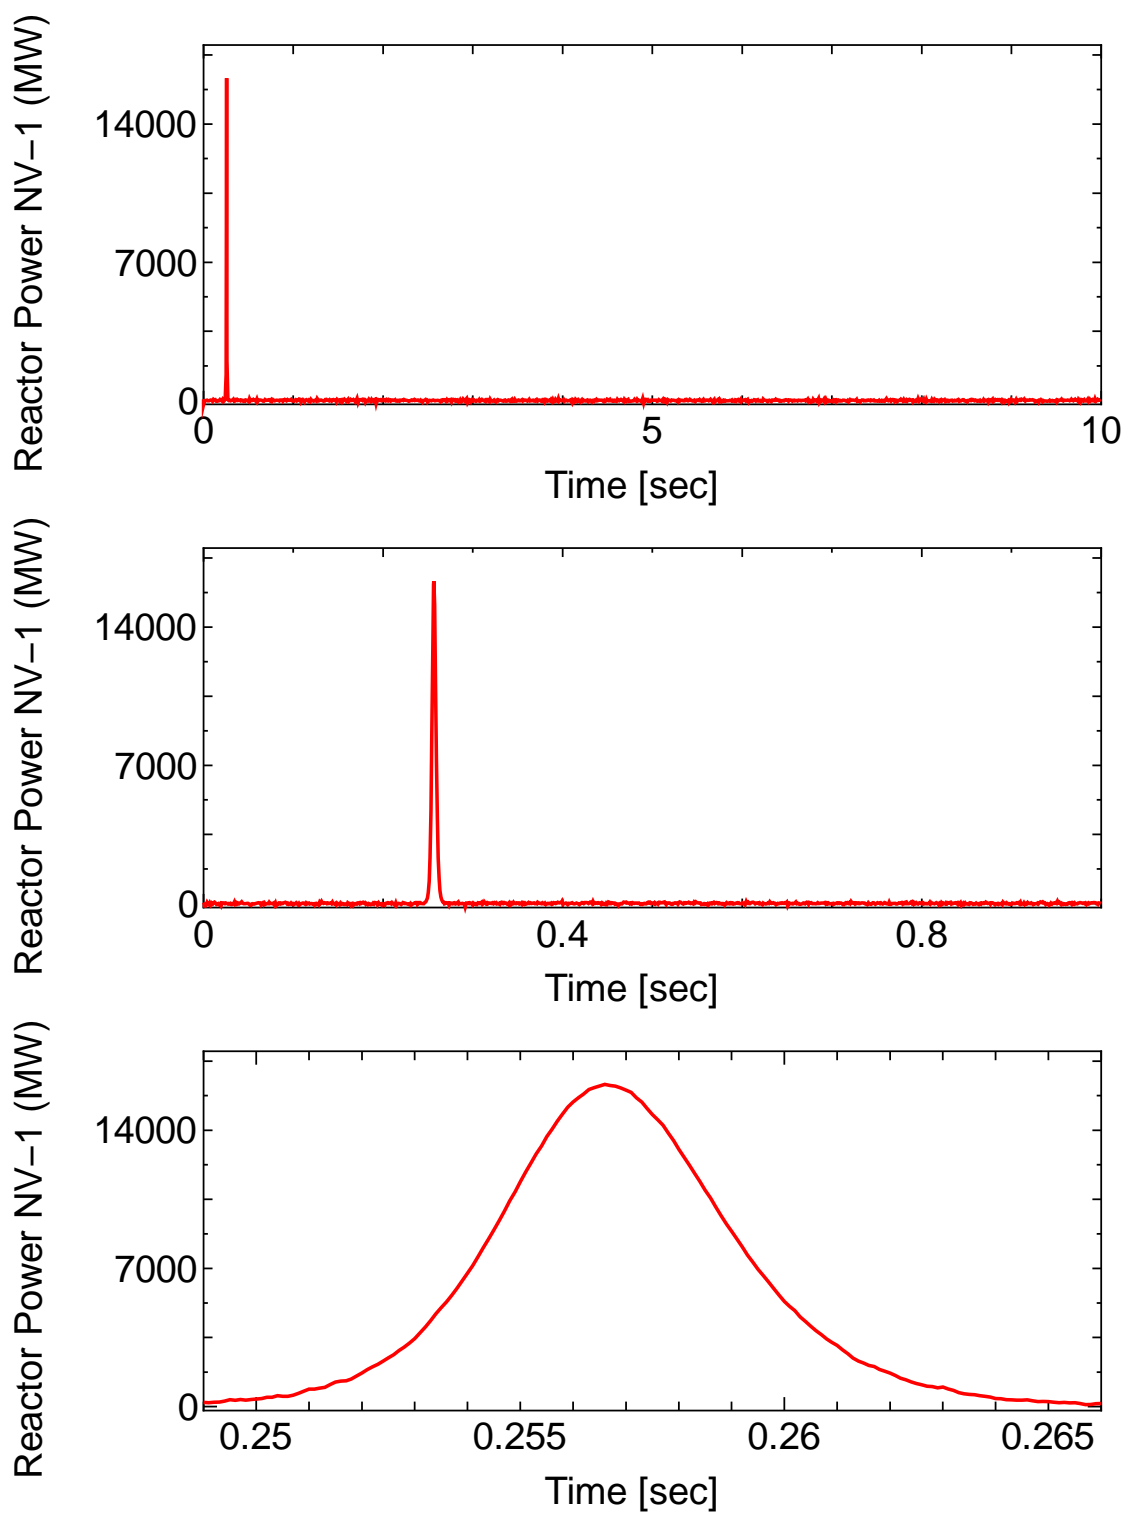 Reactor Power NV−1 (MW)
14000
7000
0
0 5 10
Time [sec]
Reactor Power NV−1 (MW)
14000
7000
0
0 0.4 0.8
Time [sec]
Reactor Power NV−1 (MW)
14000
7000
0
0.25 0.255 0.26 0.265
Time [sec]